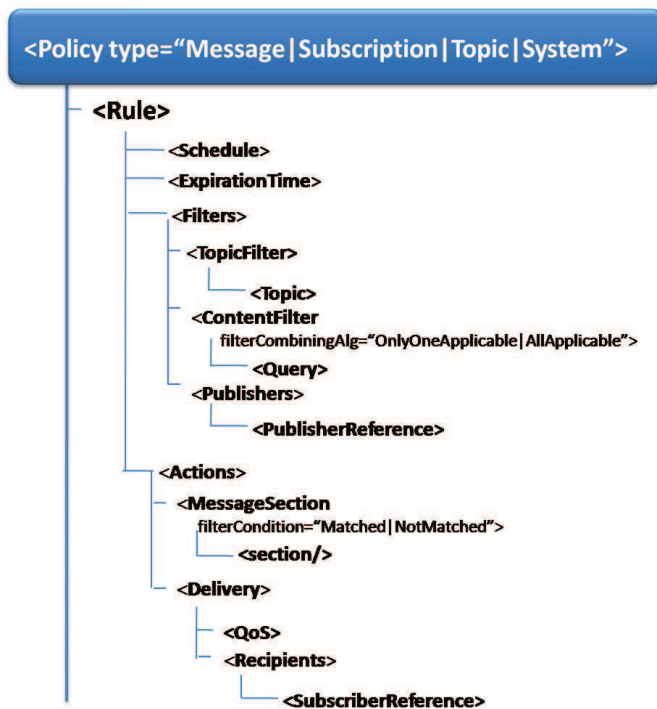 <Policy type=“Message|Subscription|Topic|System”>
<Rule>
<Schedule>
<ExpirationTime>
<Filters>
<TopicFilter>
<Topic>
<ContentFilter
filterCombiningAlg=“OnlyOneApplicable|AllApplicable”>
<Query>
<Publishers>
<PublisherReference>
<Actions>
<MessageSection
filterCondition=“Matched|NotMatched”>
<section/>
<Delivery>
<QoS>
<Recipients>
<SubscriberReference>